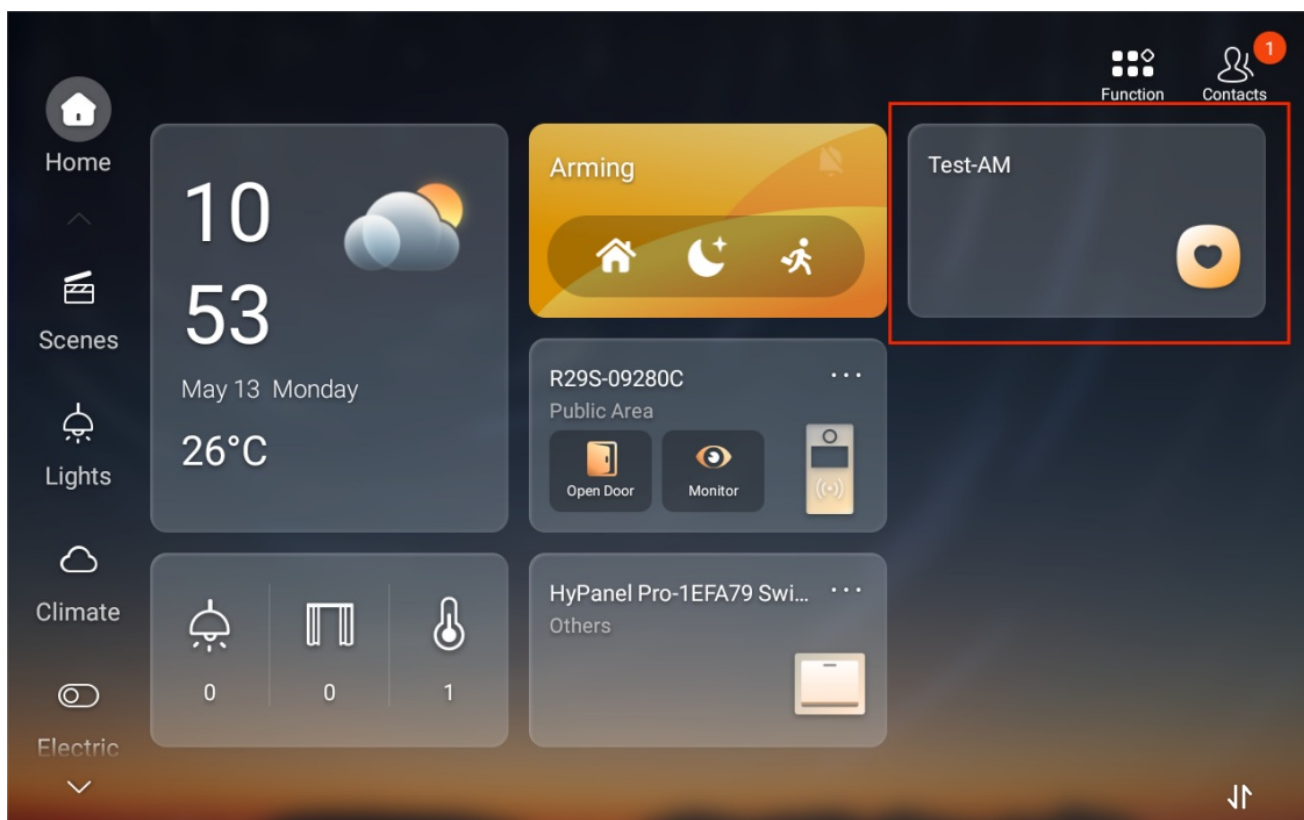 1
Function
Contacts
Home
Scenes
Lights
Climate
Electric
10
53
May 13 Monday
26°C
0
0
1
Arming
R29S-09280C
Public Area
Open Door
Monitor
HyPanel Pro-1EFA79 Swi...
Others
Test-AM